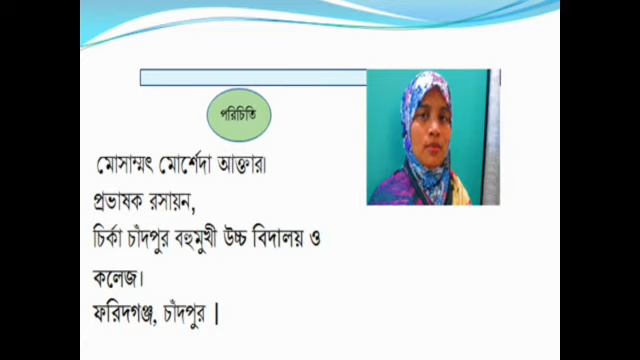 পরিচিতি
মোসাম্মৎ মোর্শেদা আক্তার।
প্রভাষক রসায়ন,
চির্কা চাঁদপুর বহুমুখী উচ্চ বিদালয় ও
কলেজ।
ফরিদগঞ্জ, চাঁদপুর |